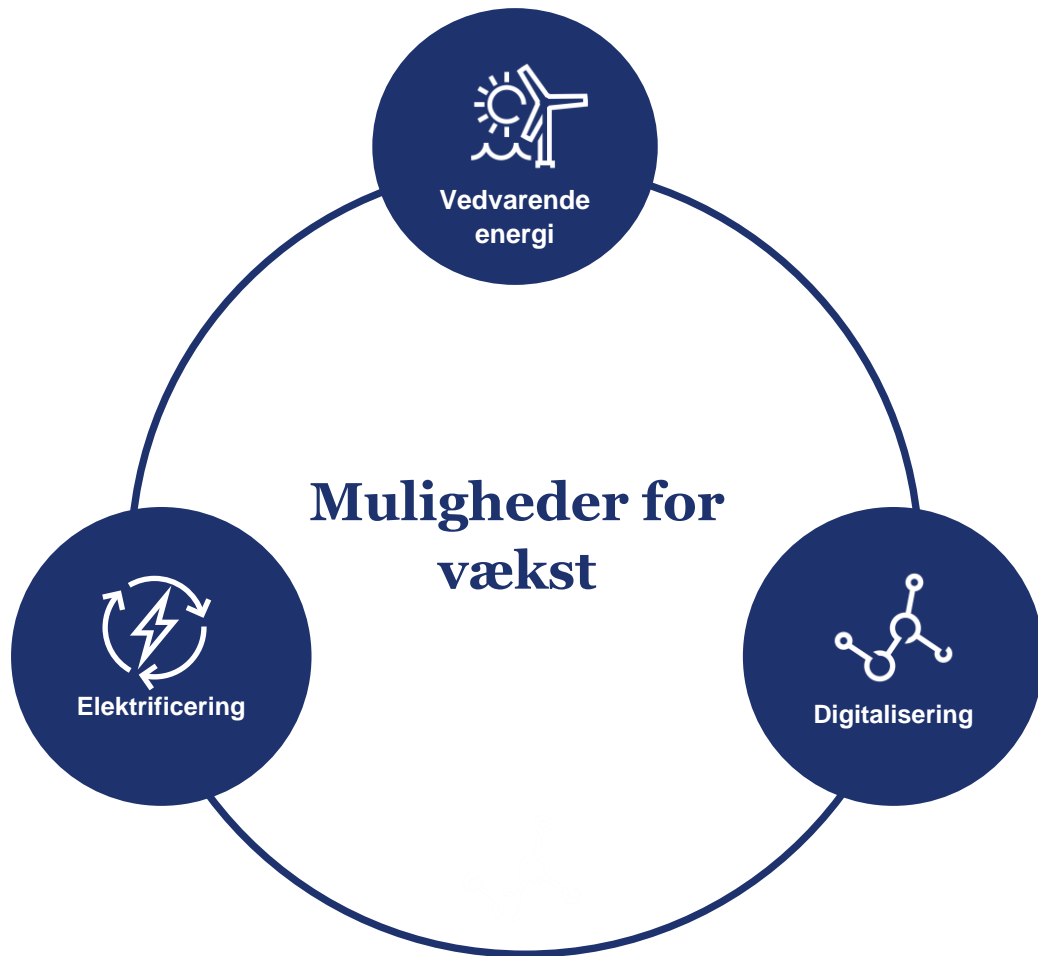 Vedvarende
energi
Muligheder for
vækst
Elektrificering
Digitalisering